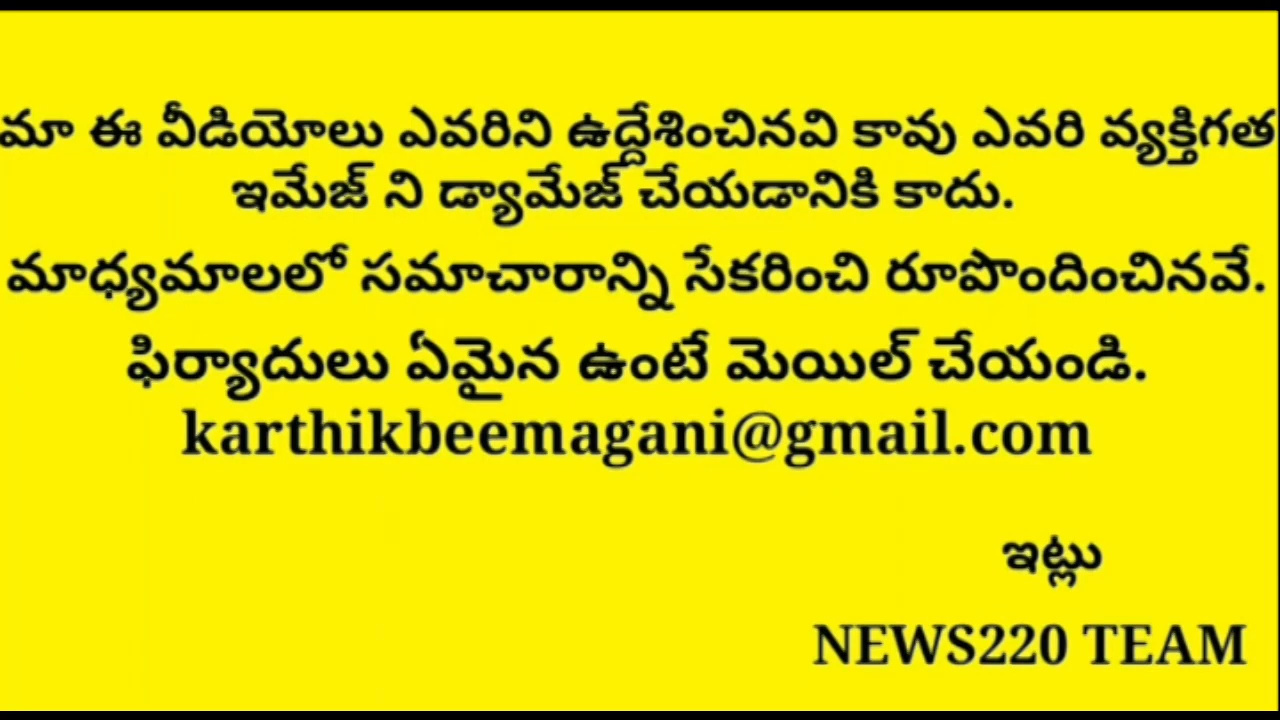 మా ఈ వీడియోలు ఎవరిని ఉద్దేశించినవి కావు ఎవరి వ్యక్తిగత
ఇమేజ్ ని డ్యామేజ్ చేయడానికి కాదు.
మాధ్యమాలలో సమాచారాన్ని సేకరించి రూపొందించినవే.
ఫిర్యాదులు ఏమైన ఉంటే మెయిల్ చేయండి.
karthikbeemagani@gmail.com
ఇట్లు
NEWS220 TEAM